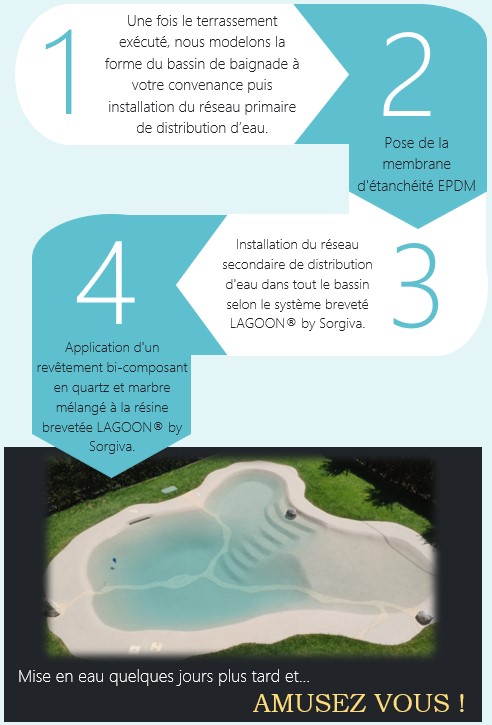 1
Une fois le terrassement
exécuté, nous modelons la
forme du bassin de baignade à
votre convenance puis
installation du réseau primaire
de distribution d’eau.
2
Pose de la
membrane
d'étanchéité EPDM
3
Installation du réseau
secondaire de distribution
d'eau dans tout le bassin
selon le système breveté
LAGOON® by Sorgiva.
4
Application d'un
revêtement bi-composant
en quartz et marbre
mélangé à la résine
brevetée LAGOON® by
Sorgiva.
Mise en eau quelques jours plus tard et...
AMUSEZ VOUS !